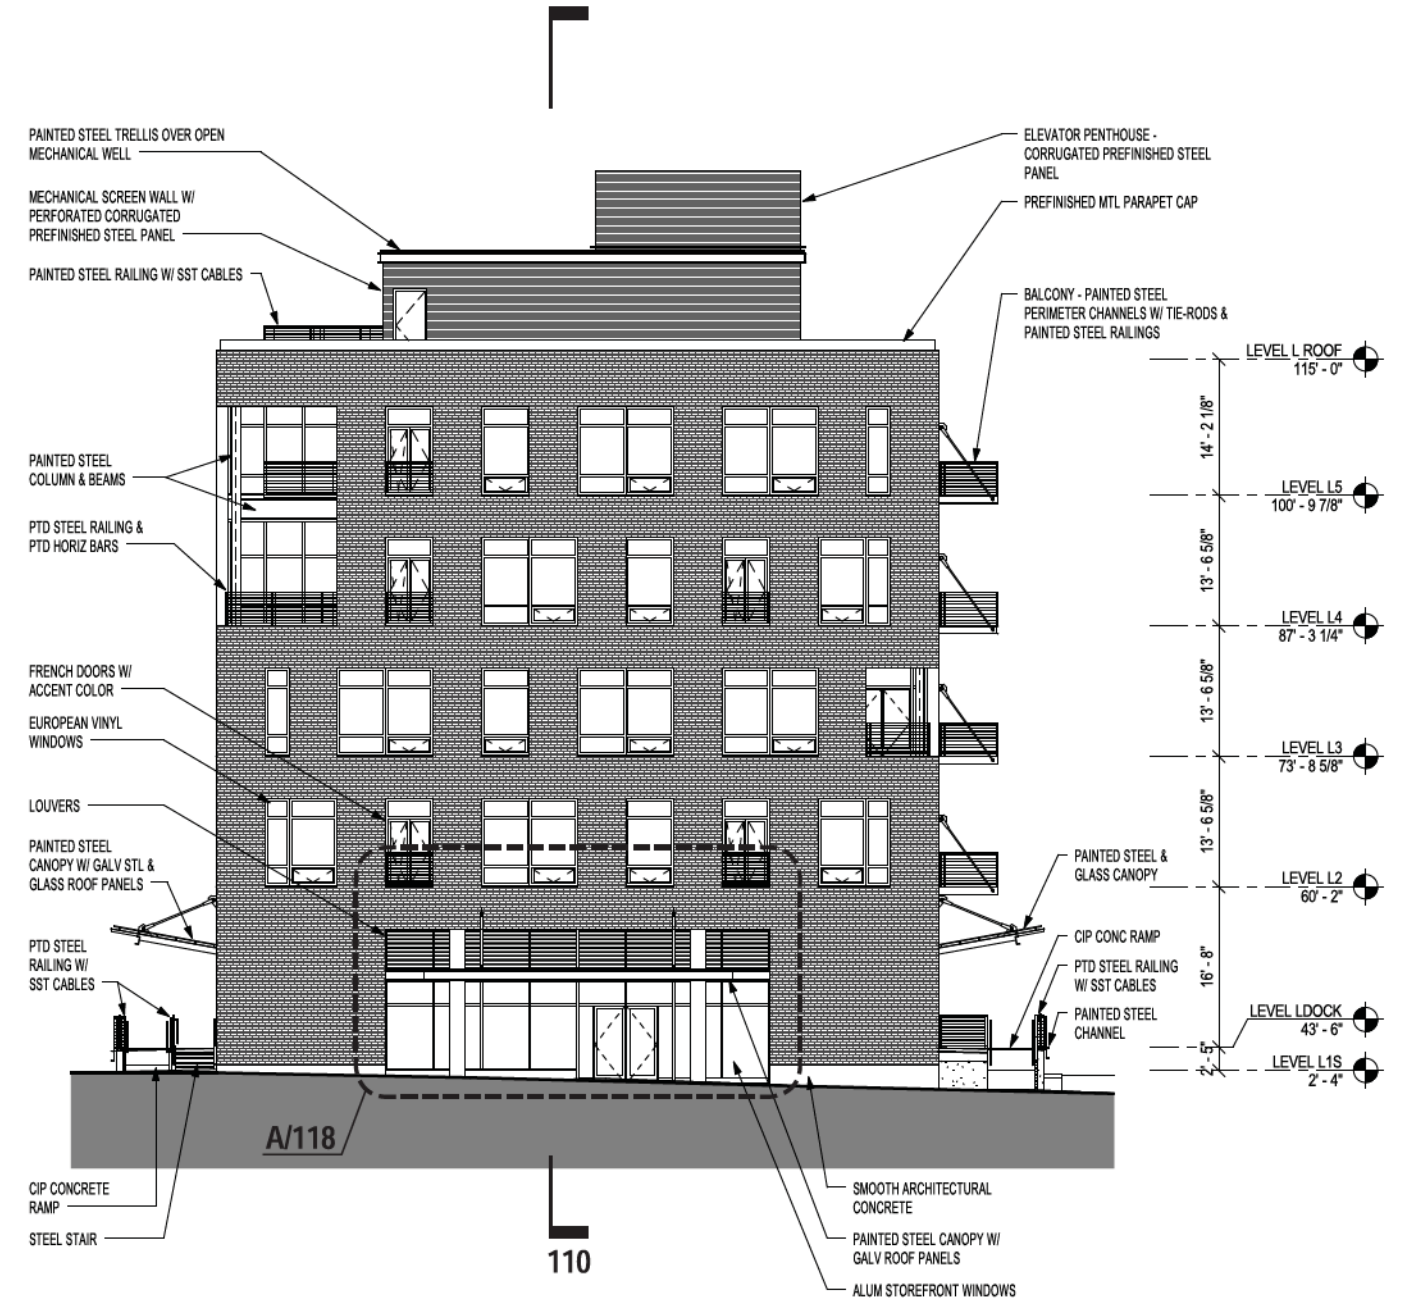 PAINTED STEEL TRELLIS OVER OPEN
MECHANICAL WELL
MECHANICAL SCREEN WALL W/
PERFORATED CORRUGATED
PREFINISHED STEEL PANEL
PAINTED STEEL RAILING W/ SST CABLES
PAINTED STEEL
COLUMN & BEAMS
PTD STEEL RAILING &
PTD HORIZ BARS
FRENCH DOORS W/
ACCENT COLOR
EUROPEAN VINYL
WINDOWS
LOUVERS
PAINTED STEEL
CANOPY W/ GALV STL &
GLASS ROOF PANELS
PTD STEEL
RAILING W/
SST CABLES
CIP CONCRETE
RAMP
STEEL STAIR
A/118
110
ELEVATOR PENTHOUSE -
CORRUGATED PREFINISHED STEEL
PANEL
PREFINISHED MTL PARAPET CAP
BALCONY - PAINTED STEEL
PERIMETER CHANNELS W/ TIE-RODS &
PAINTED STEEL RAILINGS
PAINTED STEEL &
GLASS CANOPY
CIP CONC RAMP
PTD STEEL RAILING
W/ SST CABLES
PAINTED STEEL
CHANNEL
SMOOTH ARCHITECTURAL
CONCRETE
PAINTED STEEL CANOPY W/
GALV ROOF PANELS
ALUM STOREFRONT WINDOWS
LEVEL L ROOF
115' - 0"
14' - 2 1/8"
LEVEL L5
100' - 9 7/8"
13' - 6 5/8"
LEVEL L4
87' - 3 1/4"
13' - 6 5/8"
LEVEL L3
73' - 8 5/8"
13' - 6 5/8"
LEVEL L2
60' - 2"
16' - 8"
LEVEL LDOCK
43' - 6"
2' - 5"
LEVEL L1S
2' - 4"